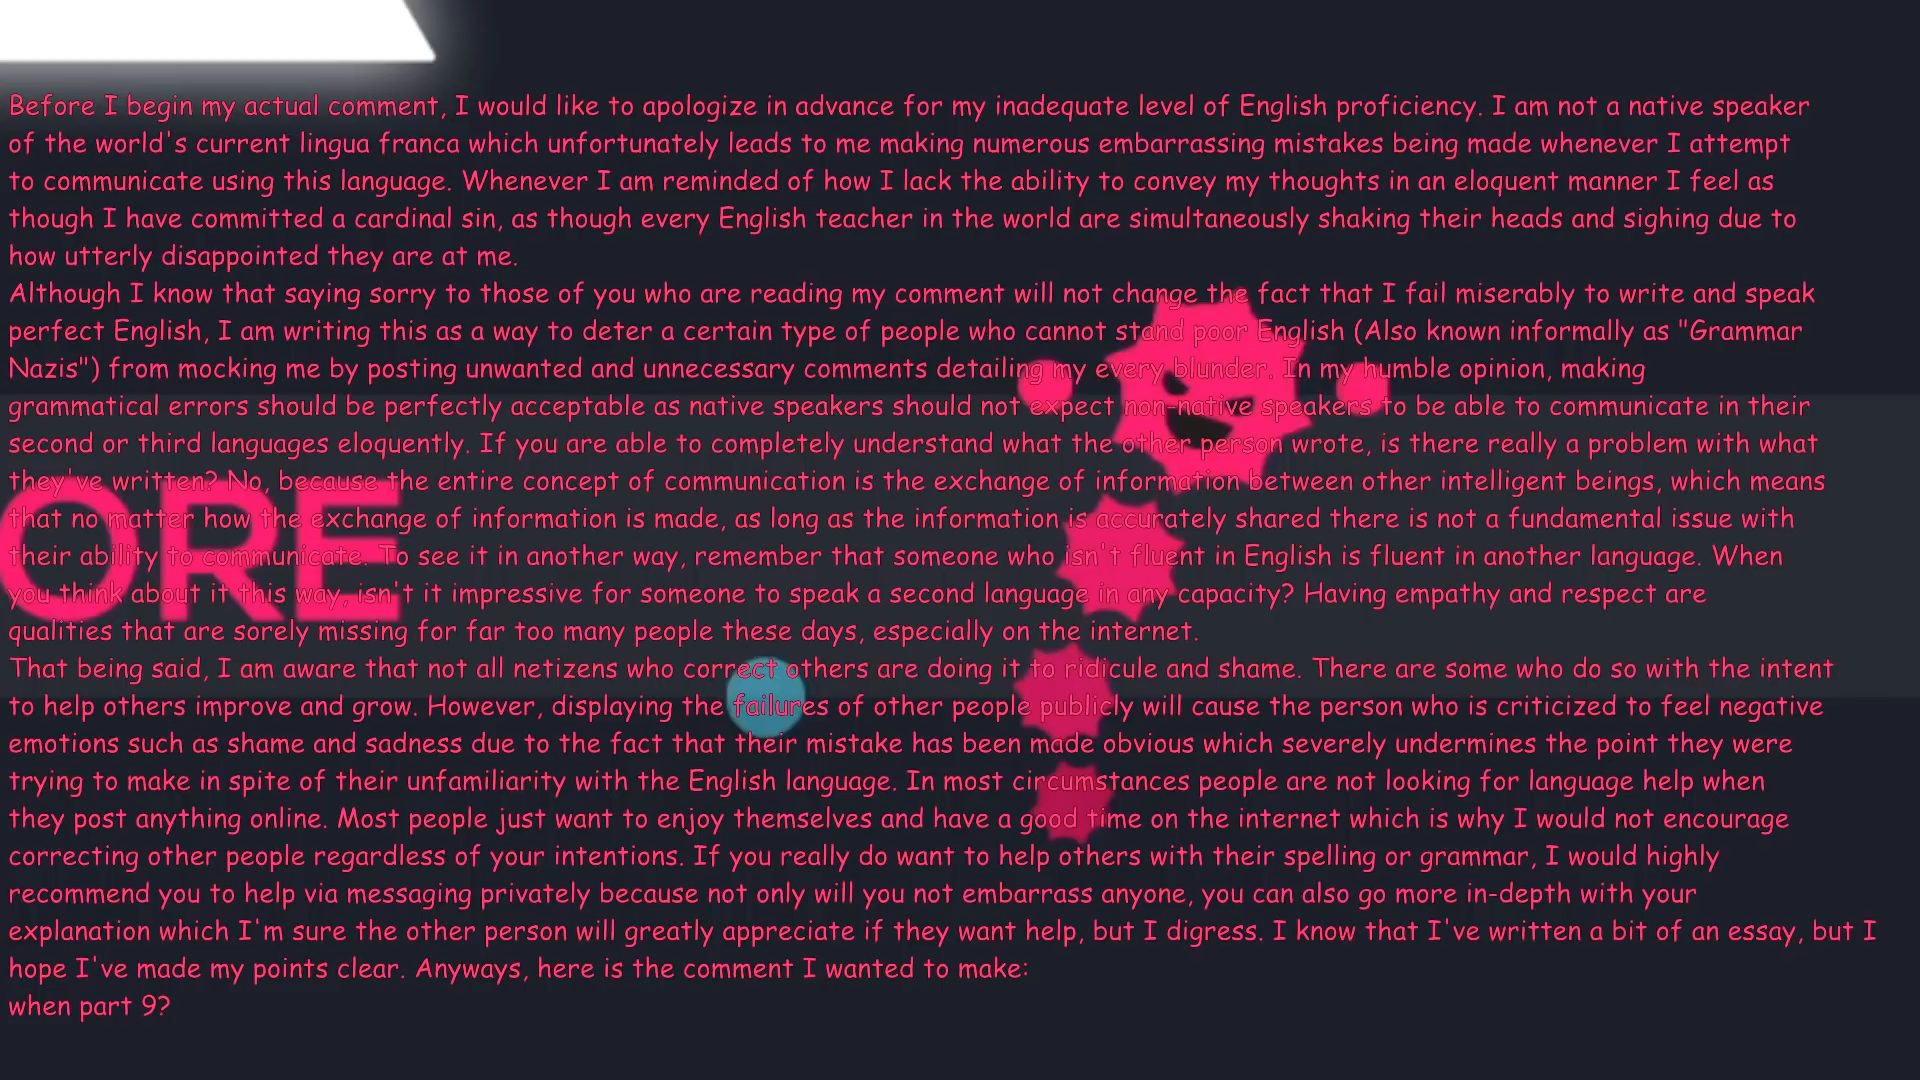 Before I begin my actual comment, I would like to apologize in advance for my inadequate level of English proficiency. I am not a native speaker
of the world's current lingua franca which unfortunately leads to me making numerous embarrassing mistakes being made whenever I attempt
to communicate using this language. Whenever I am reminded of how I lack the ability to convey my thoughts in an eloquent manner I feel as
though I have committed a cardinal sin, as though every English teacher in the world are simultaneously shaking their heads and sighing due to
how utterly disappointed they are at me.
Although I know that saying sorry to those of you who are reading my comment will not change the fact that I fail miserably to write and speak
perfect English, I am writing this as a way to deter a certain type of people who cannot stand poor English (Also known informally as "Grammar
Nazis") from mocking me by posting unwanted and unnecessary comments detailing my every blunder. In my humble opinion, making
grammatical errors should be perfectly acceptable as native speakers should not expect non-native speakers to be able to communicate in their
second or third languages eloquently. If you are able to completely understand what the other person wrote, is there really a problem with what
they've written? No, because the entire concept of communication is the exchange of information between other intelligent beings, which means
that no matter how the exchange of information is made, as long as the information is accurately shared there is not a fundamental issue with
their ability to communicate. To see it in another way, remember that someone who isn't fluent in English is fluent in another language. When
you think about it this way, isn't it impressive for someone to speak a second language in any capacity? Having empathy and respect are
qualities that are sorely missing for far too many people these days, especially on the internet.
That being said, I am aware that not all netizens who correct others are doing it to ridicule and shame. There are some who do so with the intent
to help others improve and grow. However, displaying the failures of other people publicly will cause the person who is criticized to feel negative
emotions such as shame and sadness due to the fact that their mistake has been made obvious which severely undermines the point they were
trying to make in spite of their unfamiliarity with the English language. In most circumstances people are not looking for language help when
they post anything online. Most people just want to enjoy themselves and have a good time on the internet which is why I would not encourage
correcting other people regardless of your intentions. If you really do want to help others with their spelling or grammar, I would highly
recommend you to help via messaging privately because not only will you not embarrass anyone, you can also go more in-depth with your
explanation which I'm sure the other person will greatly appreciate if they want help, but I digress. I know that I've written a bit of an essay, but I
hope I've made my points clear. Anyways, here is the comment I wanted to make:
when part 9?
ORE